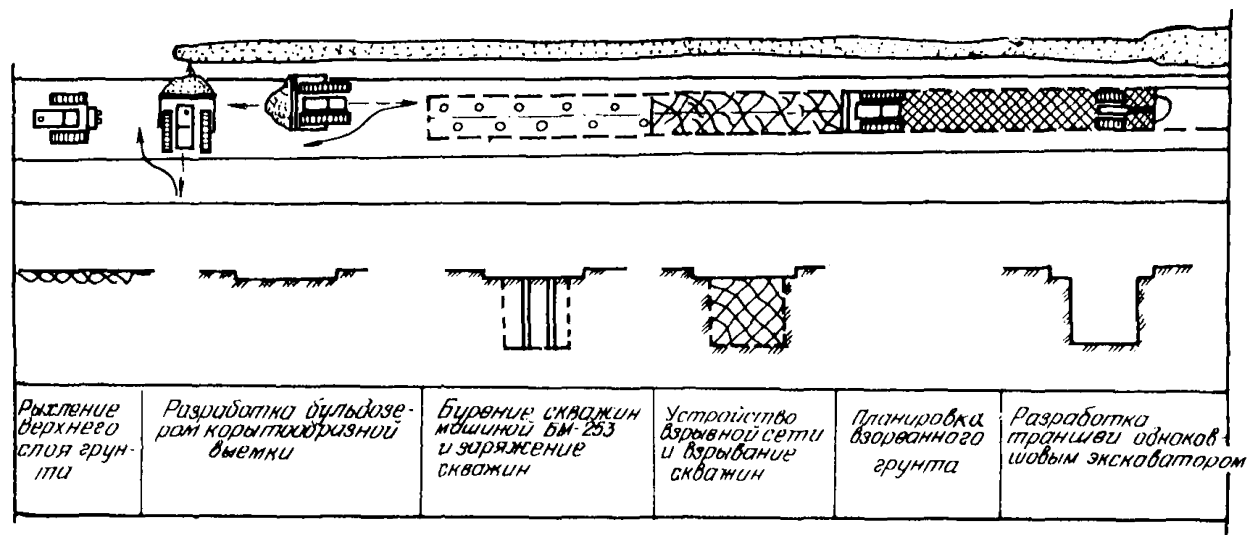 Рыхление
верхнего
слоя грун-
та
Разработка бульдозе-
ром корытообразной
выемки
Бурение скважин
машиной БМ-253
и заряжение
скважин
Устройство
взрывной сети
и взрывание
скважин
Планировка
взорванного
грунта
Разработка
траншеи одноков-
шовым экскаватором